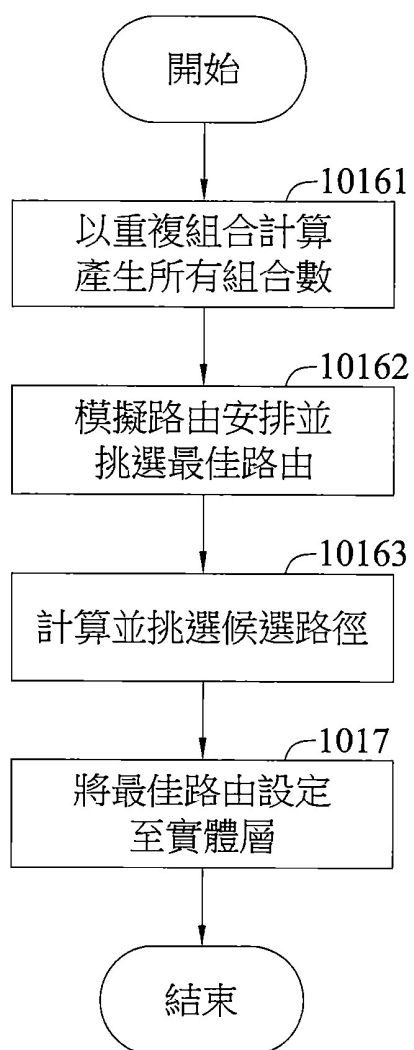 開始
10161
以重複組合計算
產生所有組合數
10162
模擬路由安排並
挑選最佳路由
10163
計算並挑選候選路徑
1017
將最佳路由設定
至實體層
結束